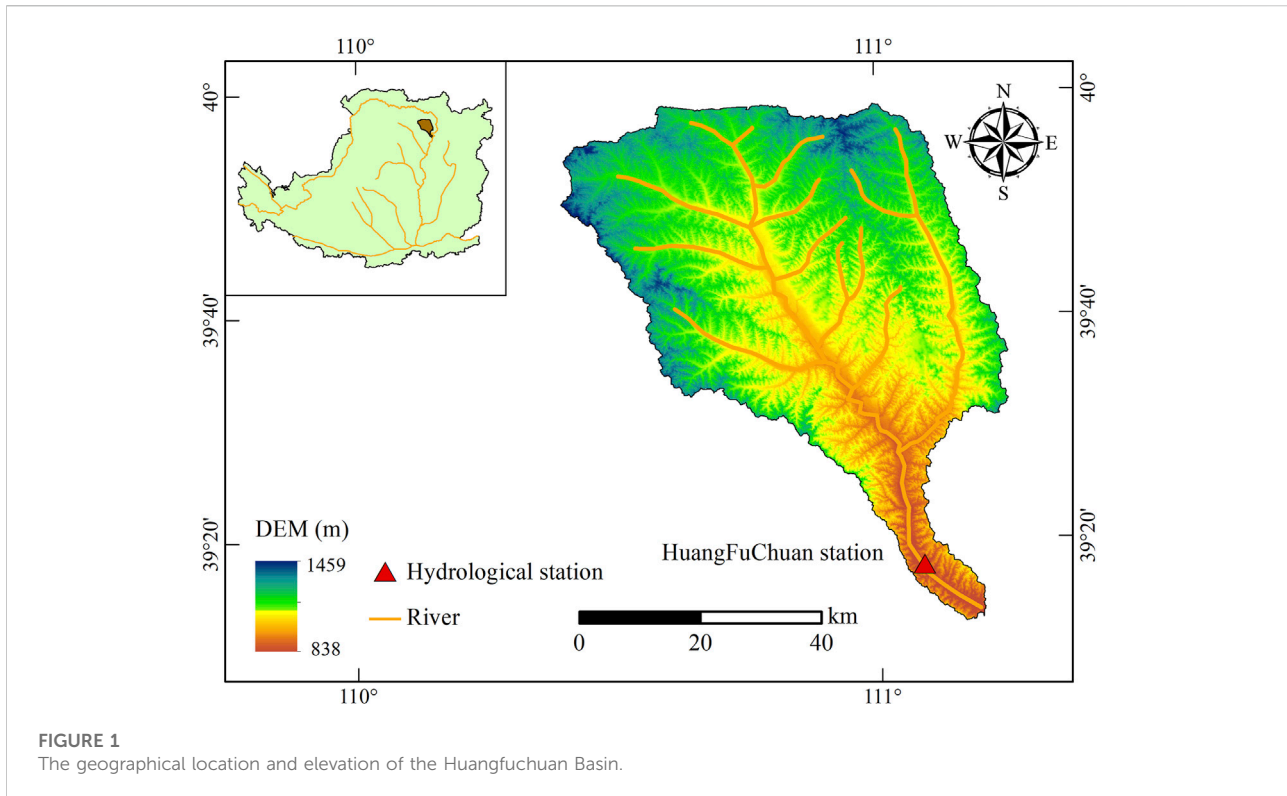 110°
111°
40°
40°
N
W
E
S
39°40'
39°40'
DEM (m)
1459
838
Hydrological station
River
HuangFuChuan station
39°20'
39°20'
km
0
20
40
110°
111°
FIGURE 1
The geographical location and elevation of the Huangfuchuan Basin.